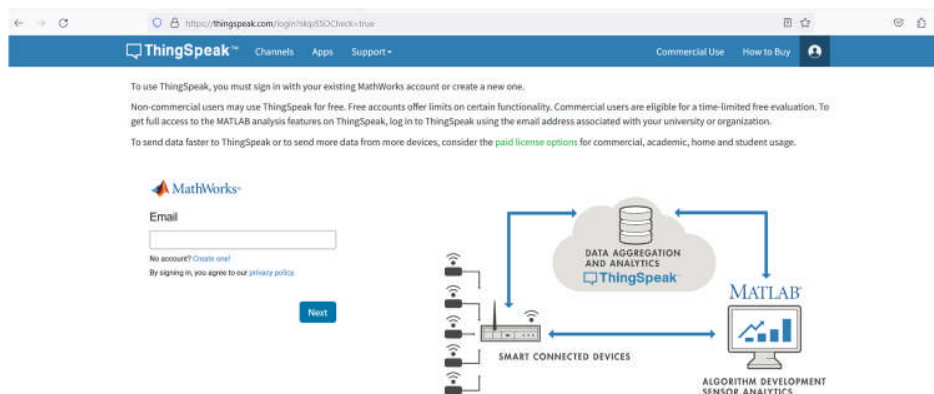 https://thingspeak.com/login?skipSSOCheck=true
ThingSpeak™ Channels Apps Support Commercial Use How to Buy
To use ThingSpeak, you must sign in with your existing MathWorks account or create a new one.
Non-commercial users may use ThingSpeak for free. Free accounts offer limits on certain functionality. Commercial users are eligible for a time-limited free evaluation. To
get full access to the MATLAB analysis features on ThingSpeak, log in to ThingSpeak using the email address associated with your university or organization.
To send data faster to ThingSpeak or to send more data from more devices, consider the paid license options for commercial, academic, home and student usage.
MathWorks®
Email
No account? Create one!
By signing in, you agree to our privacy policy.
Next
DATA AGGREGATION
AND ANALYTICS
ThingSpeak
MATLAB®
SMART CONNECTED DEVICES
ALGORITHM DEVELOPMENT
SENSOR ANALYTICS